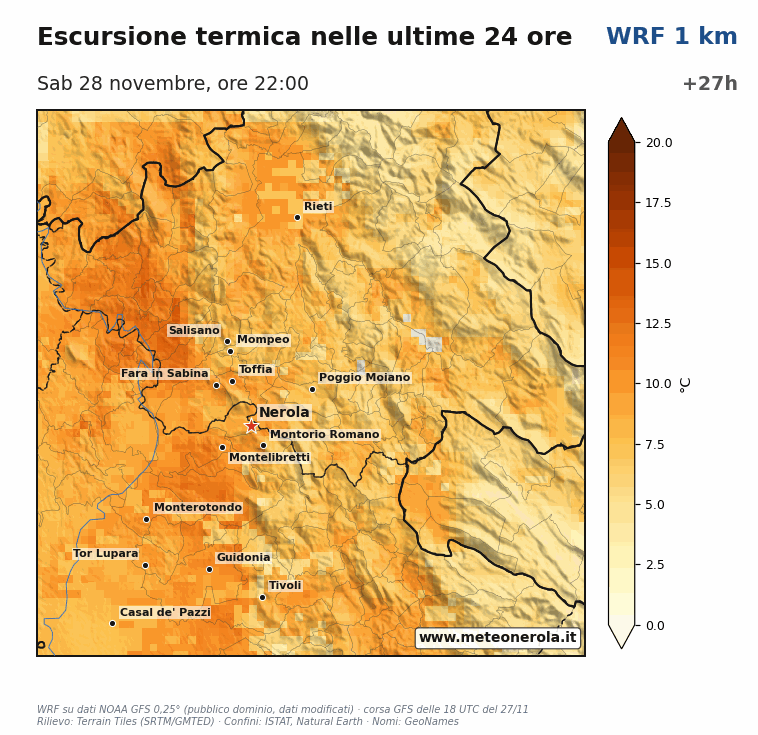 Escursione termica nelle ultime 24 ore
WRF 1 km
Sab 28 novembre, ore 22:00
+27h
Rieti
Salisano
Mompeo
Fara in Sabina
Toffia
Poggio Moiano
Nerola
Montorio Romano
Montelibretti
Monterotondo
Tor Lupara
Guidonia
Tivoli
Casal de' Pazzi
www.meteonerola.it
20.0
17.5
15.0
12.5
10.0
7.5
5.0
2.5
0.0
°C
WRF su dati NOAA GFS 0,25° (pubblico dominio, dati modificati) · corsa GFS delle 18 UTC del 27/11
Rilievo: Terrain Tiles (SRTM/GMTED) · Confini: ISTAT, Natural Earth · Nomi: GeoNames